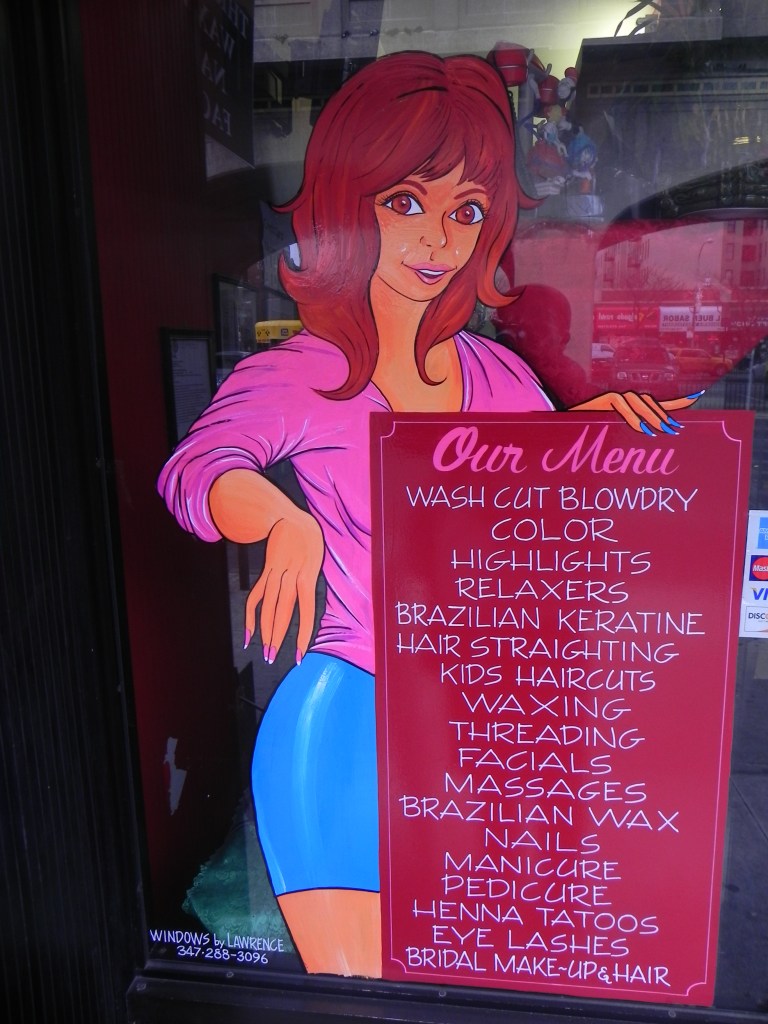 Our Menu
WASH CUT BLOWDRY
COLOR
HIGHLIGHTS
RELAXERS
BRAZILIAN KERATINE
HAIR STRAIGHTING
KIDS HAIRCUTS
WAXING
THREADING
FACIALS
MASSAGES
BRAZILIAN WAX
NAILS
MANICURE
PEDICURE
HENNA TATOOS
EYE LASHES
BRIDAL MAKE-UP & HAIR
WINDOWS by LAWRENCE
347-288-3096